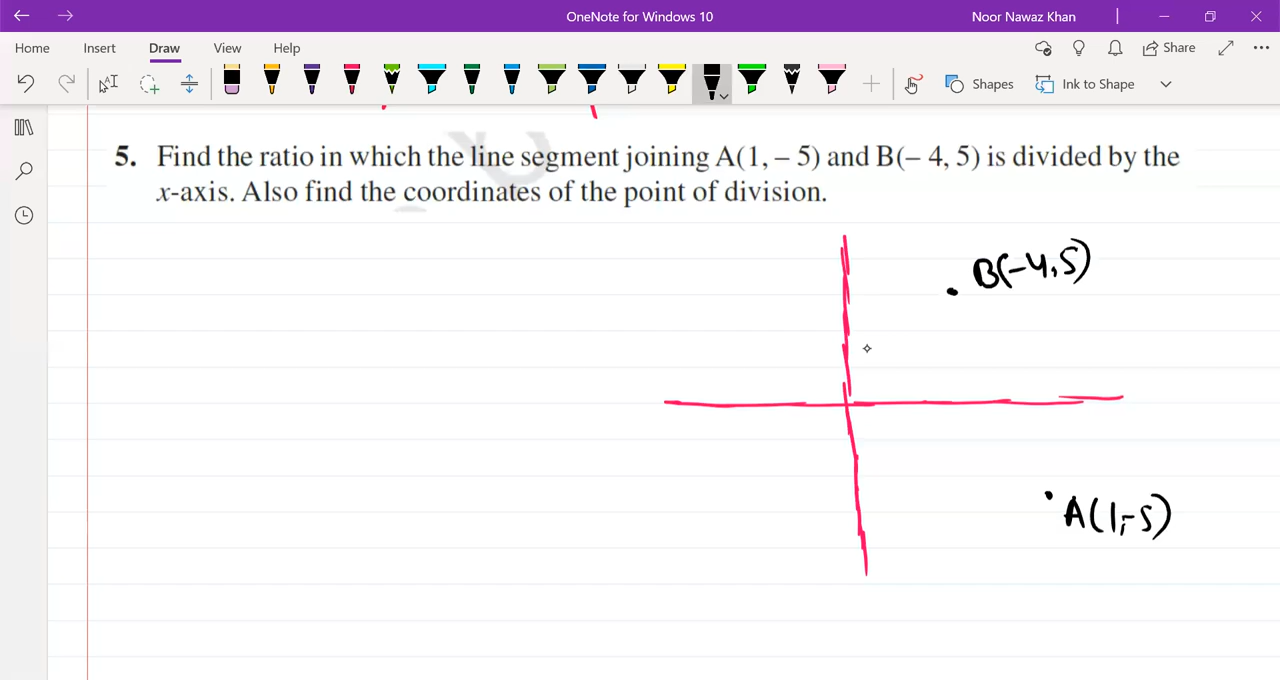 OneNote for Windows 10
Noor Nawaz Khan
Home Insert Draw View Help
Share
Shapes
Ink to Shape
5. Find the ratio in which the line segment joining A(1, – 5) and B(– 4, 5) is divided by the
x-axis. Also find the coordinates of the point of division.
B(-4,5)
A(1,-5)